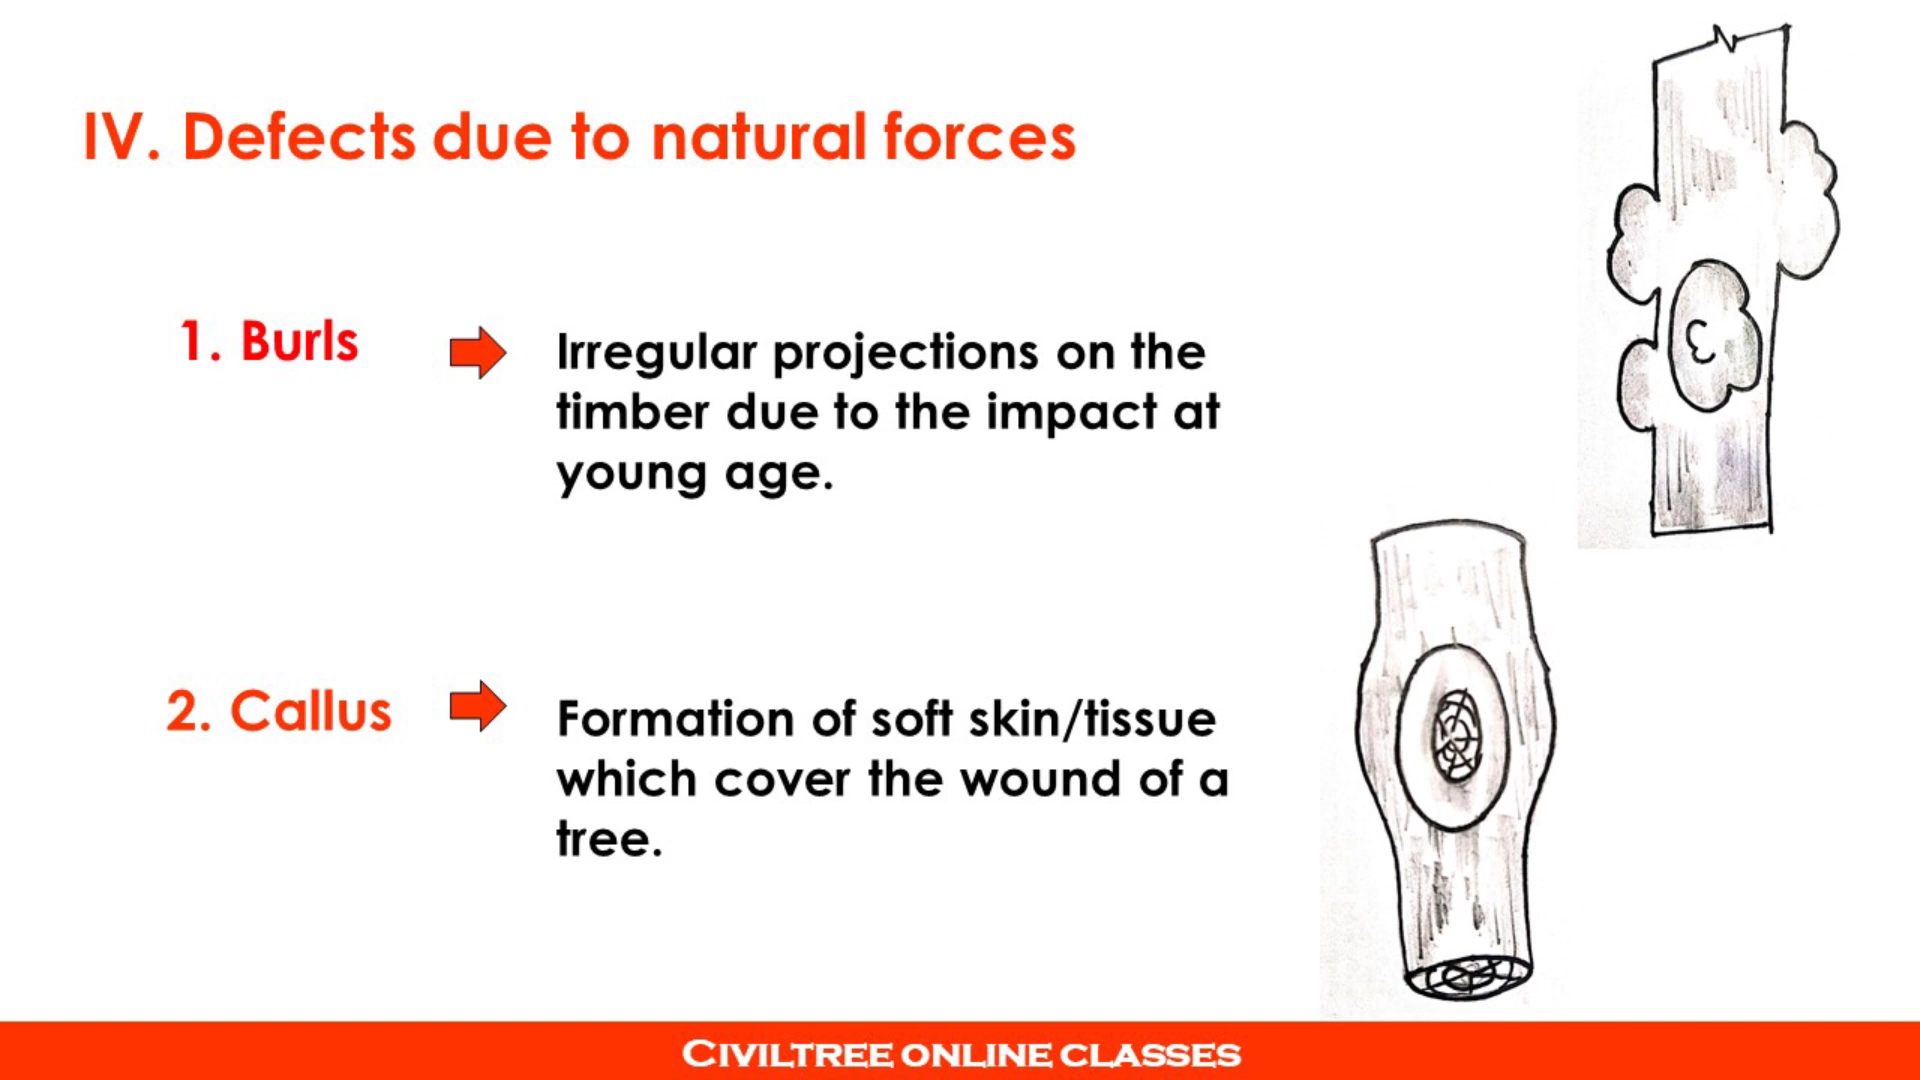 IV. Defects due to natural forces
1. Burls
Irregular projections on the
timber due to the impact at
young age.
2. Callus
Formation of soft skin/tissue
which cover the wound of a
tree.
CIVILTREE ONLINE CLASSES